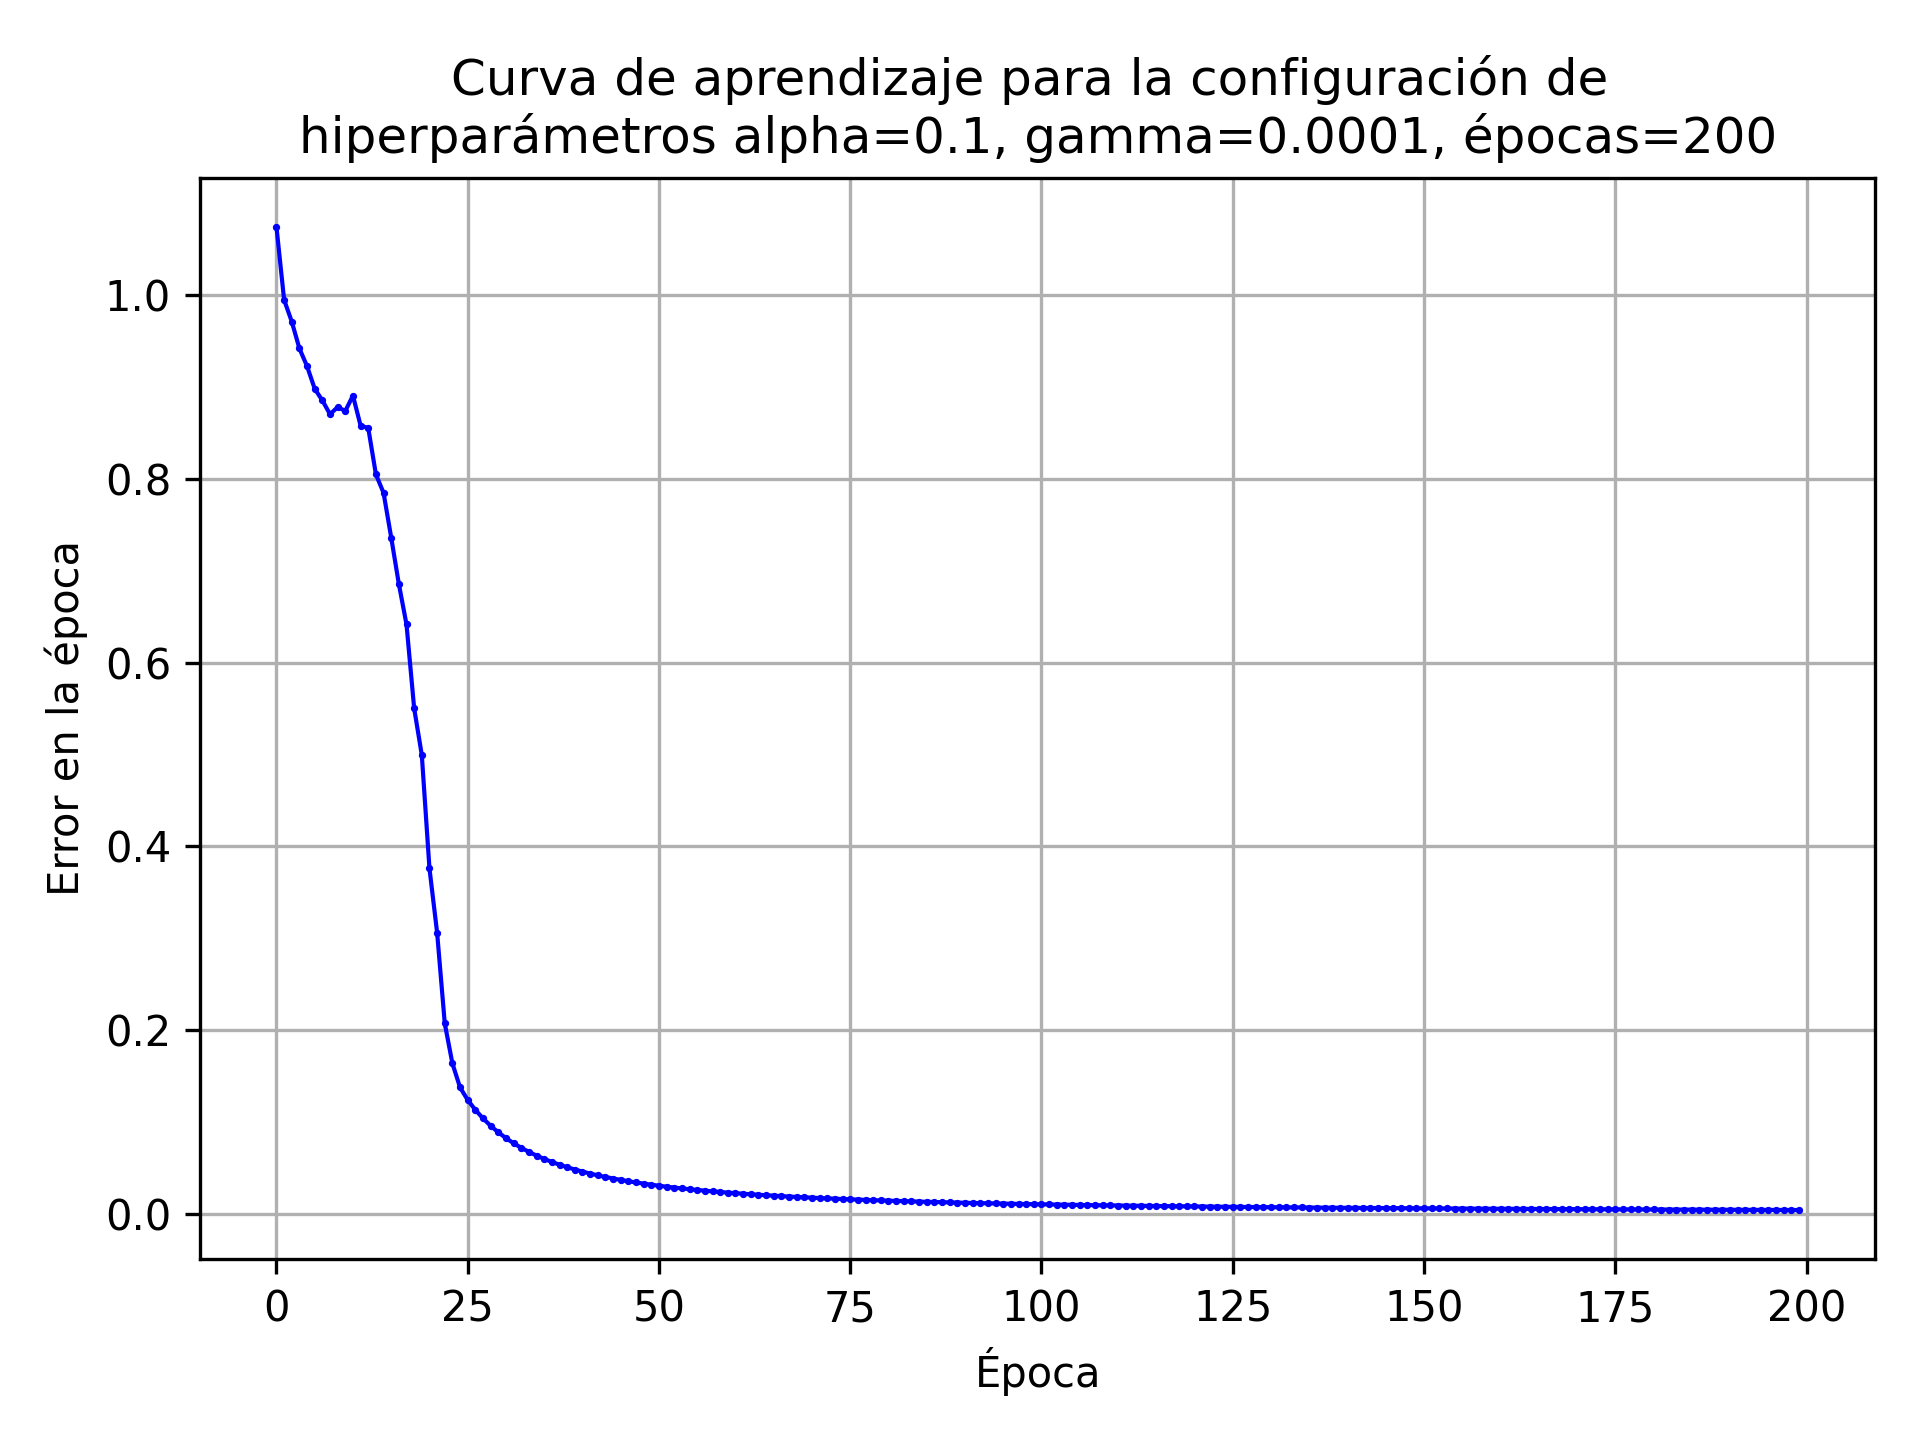 Curva de aprendizaje para la configuración de
hiperparámetros alpha=0.1, gamma=0.0001, épocas=200
Error en la época
1.0
0.8
0.6
0.4
0.2
0.0
0 25 50 75 100 125 150 175 200
Época